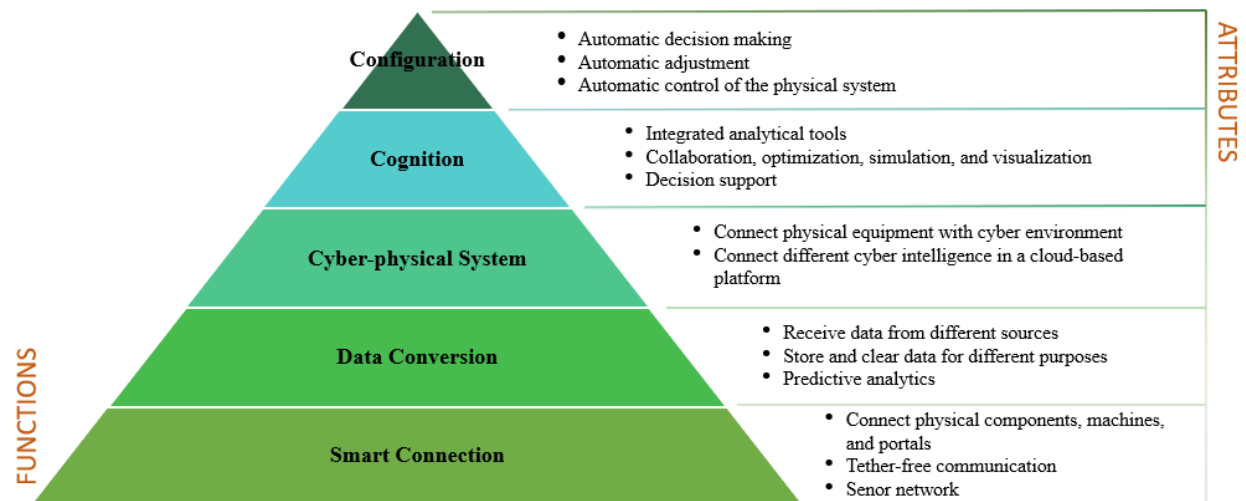 Configuration
• Automatic decision making
• Automatic adjustment
• Automatic control of the physical system
ATTRIBUTES
Cognition
• Integrated analytical tools
• Collaboration, optimization, simulation, and visualization
• Decision support
Cyber-physical System
• Connect physical equipment with cyber environment
• Connect different cyber intelligence in a cloud-based
platform
Data Conversion
• Receive data from different sources
• Store and clear data for different purposes
• Predictive analytics
FUNCTIONS
Smart Connection
• Connect physical components, machines,
and portals
• Tether-free communication
• Senor network